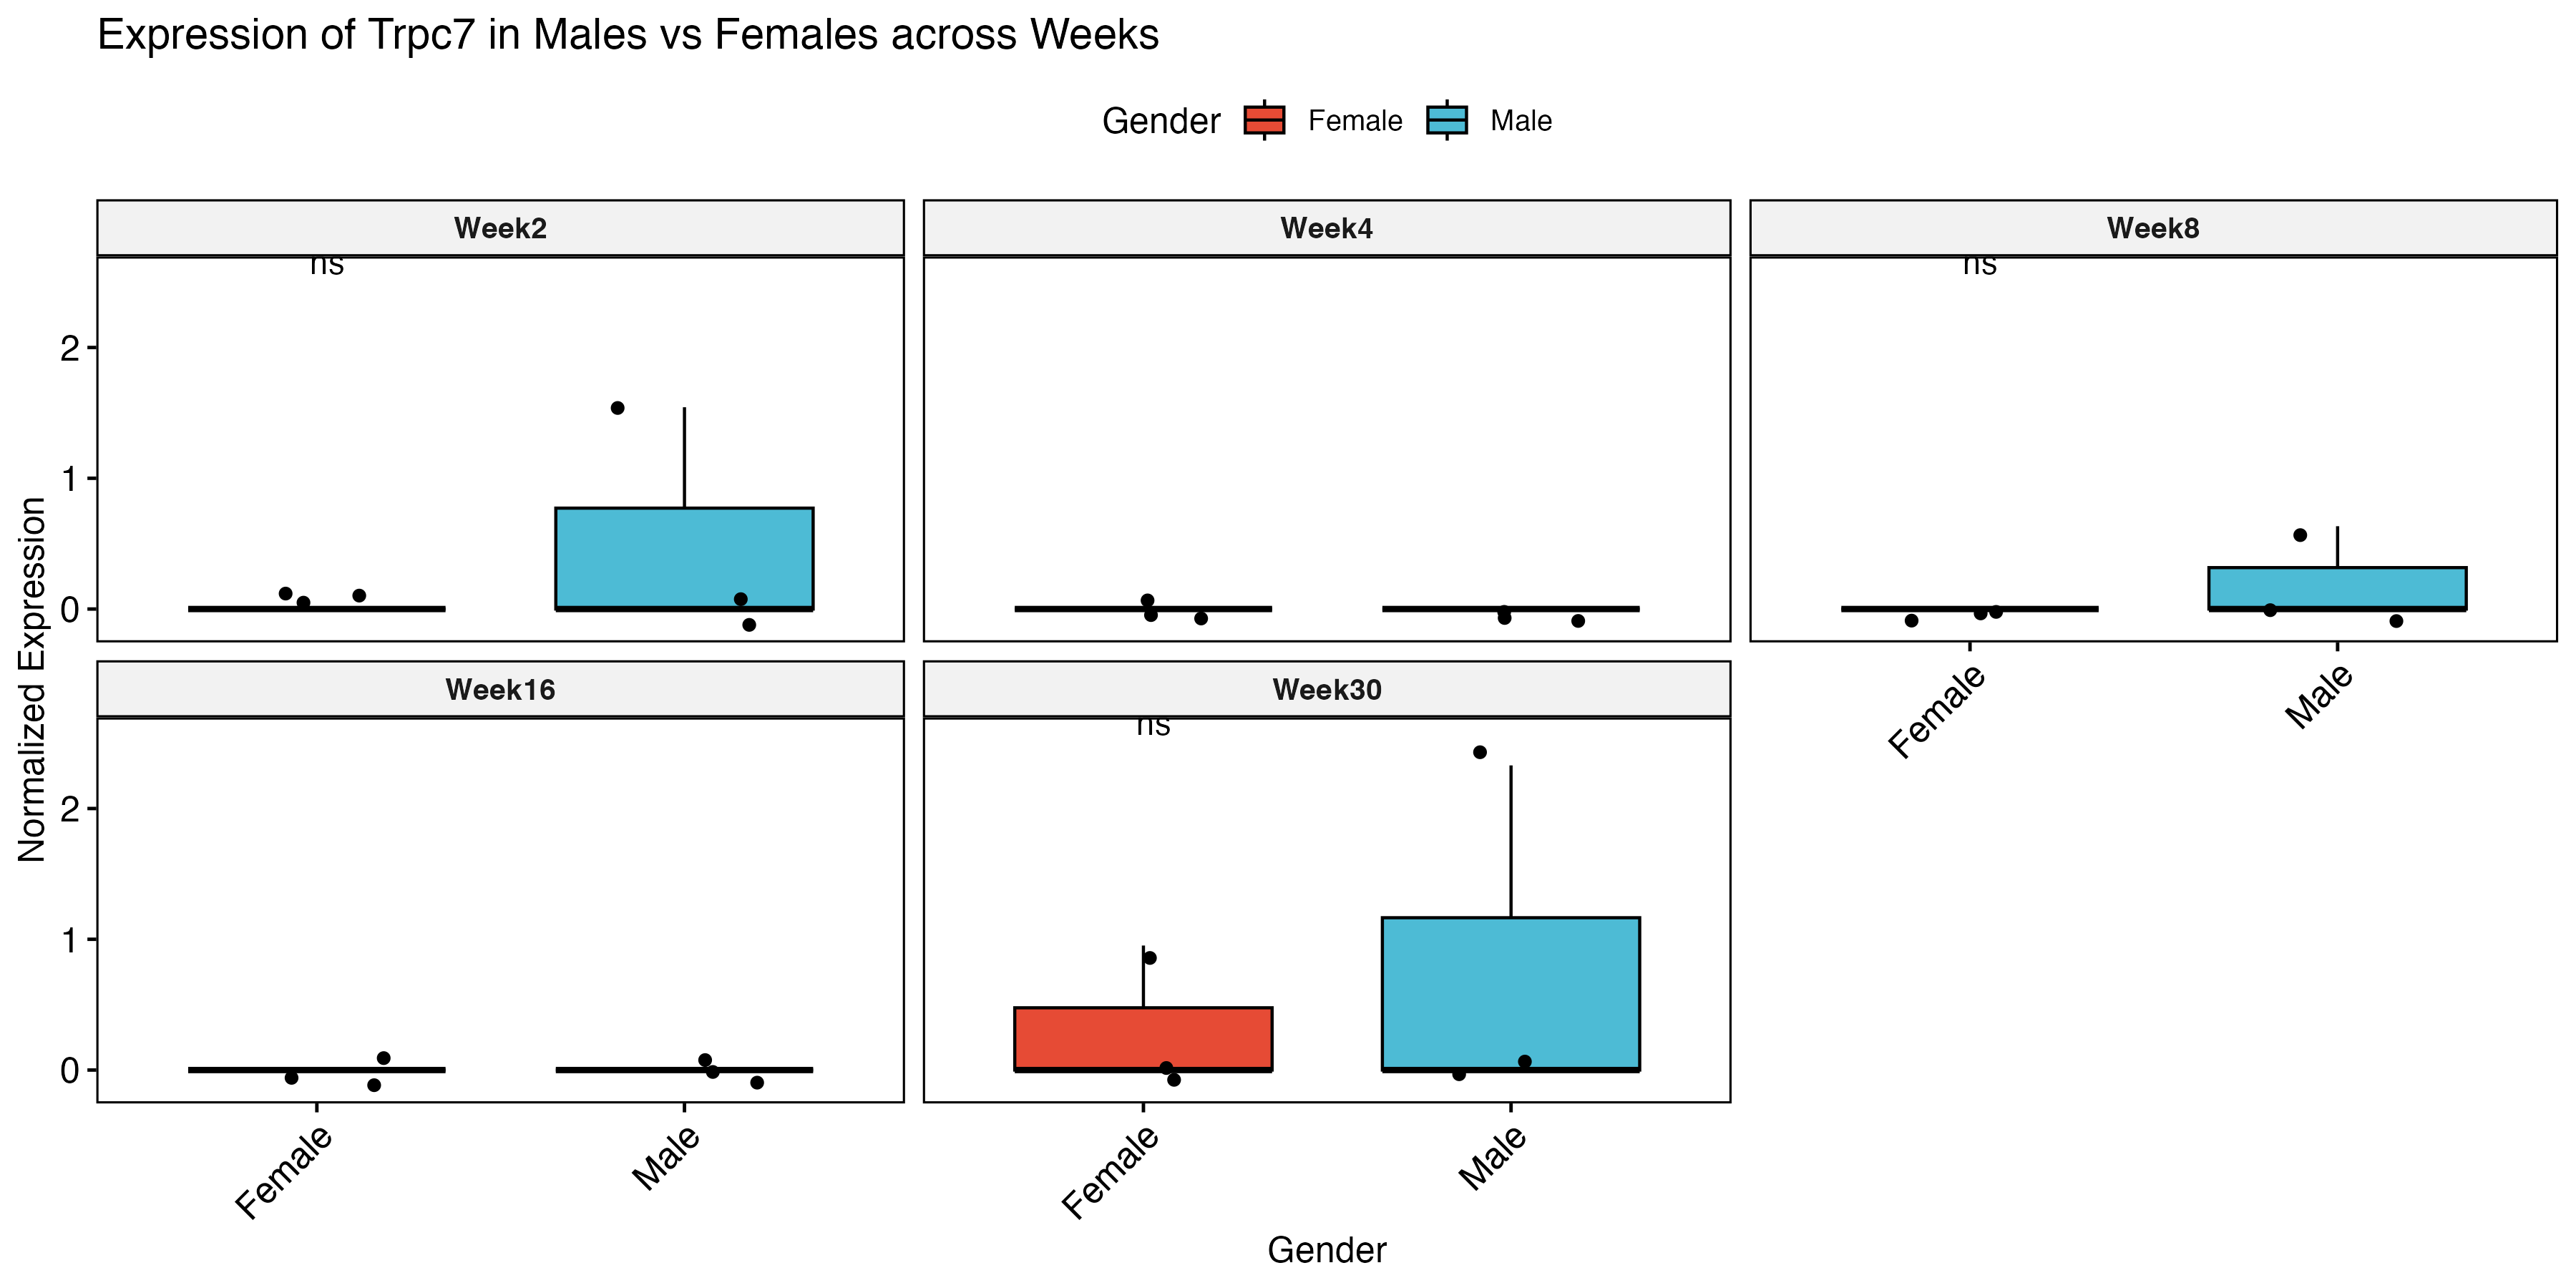 Expression of Trpc7 in Males vs Females across Weeks
Gender Female Male
Week2 Week4 Week8
ns ns
2
1
0
Female Male
Week16 Week30
ns
2
1
0
Female Male Female Male
Normalized Expression
Gender